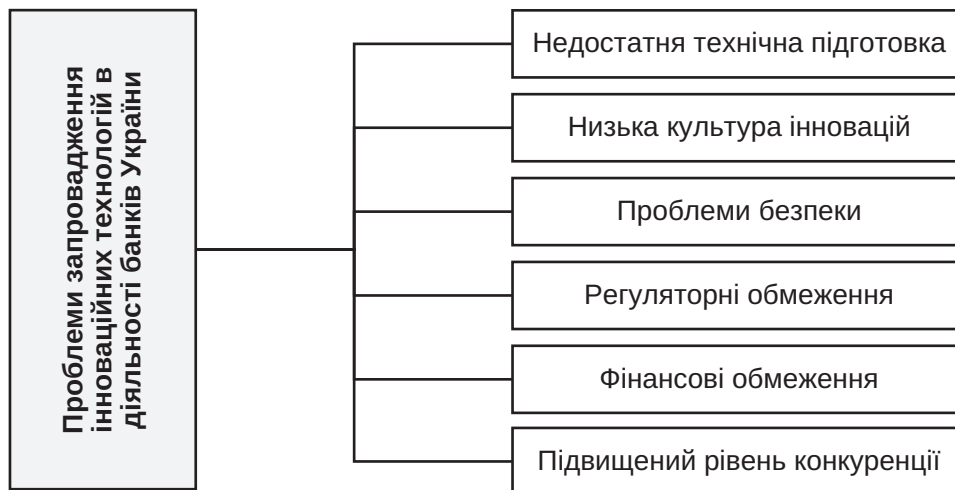 Проблеми запровадження
інноваційних технологій в
діяльності банків України
Недостатня технічна підготовка
Низька культура інновацій
Проблеми безпеки
Регуляторні обмеження
Фінансові обмеження
Підвищений рівень конкуренції